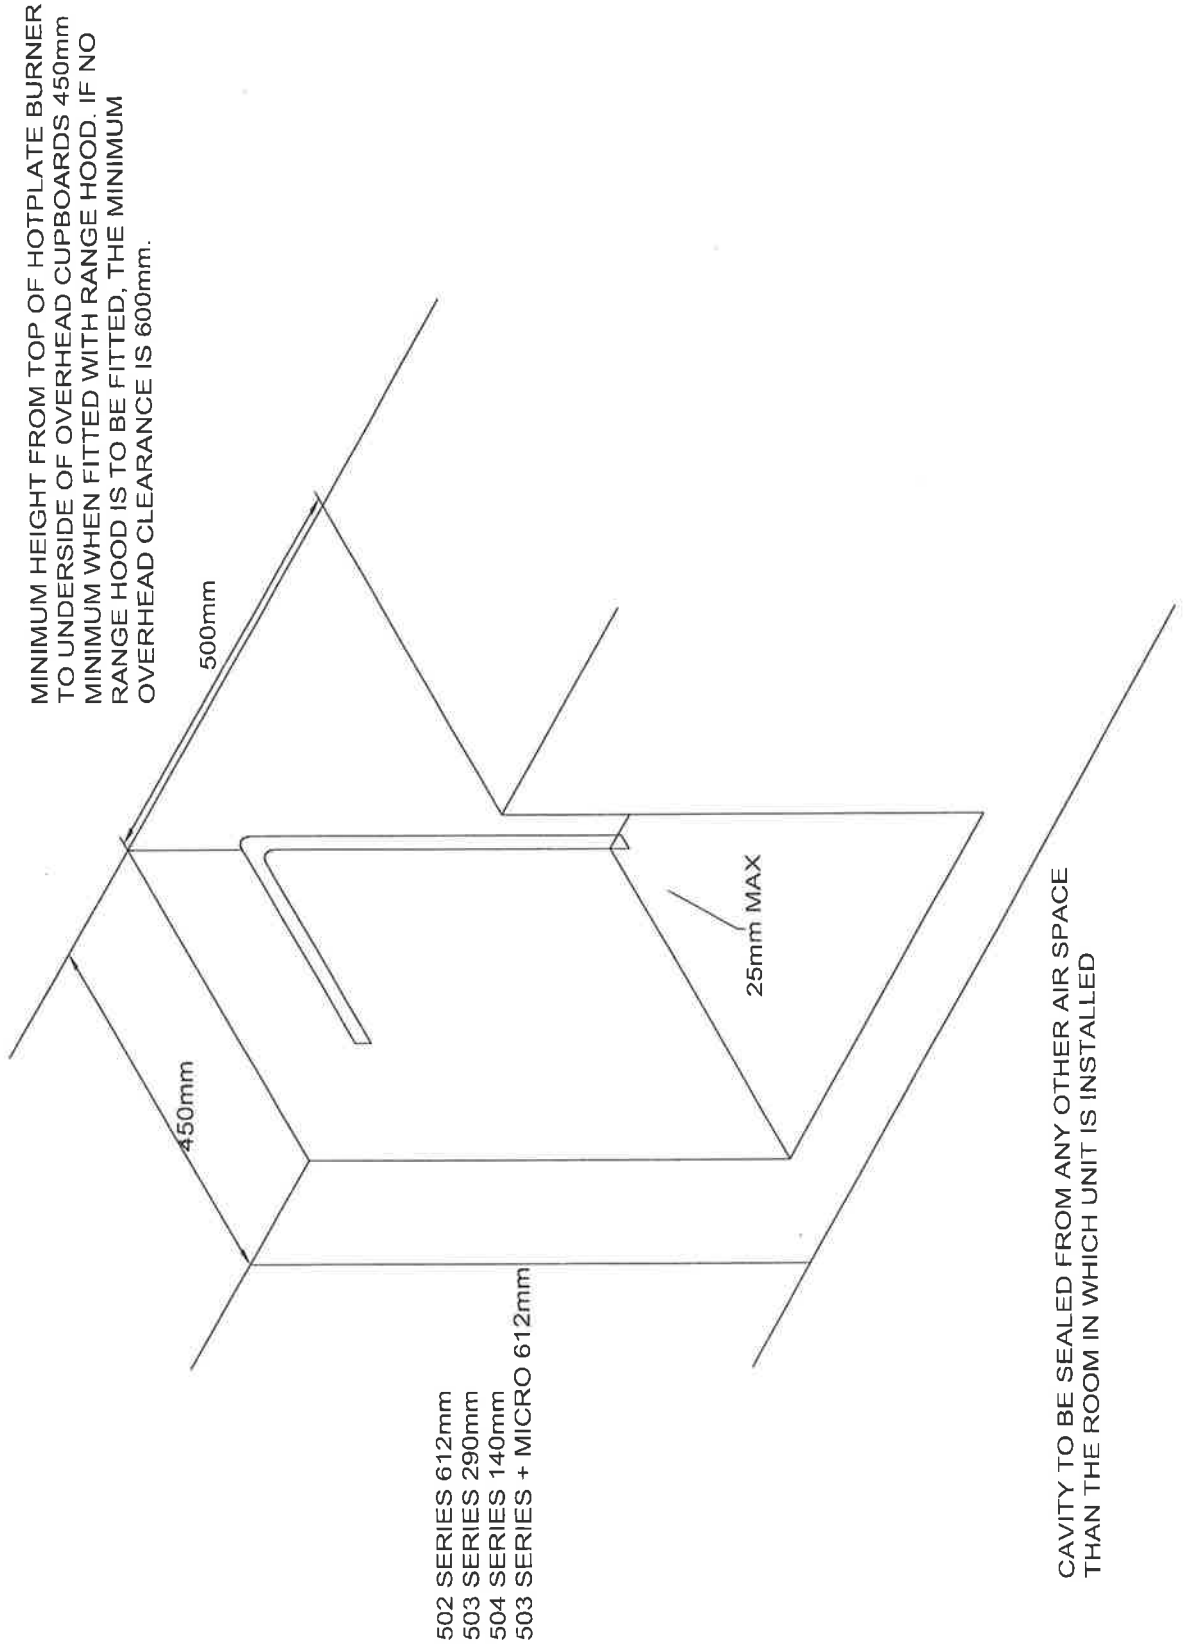 MINIMUM HEIGHT FROM TOP OF HOTPLATE BURNER
TO UNDERSIDE OF OVERHEAD CUPBOARDS 450mm
MINIMUM WHEN FITTED WITH RANGE HOOD. IF NO
RANGE HOOD IS TO BE FITTED, THE MINIMUM
OVERHEAD CLEARANCE IS 600mm.
500mm
450mm
502 SERIES 612mm
503 SERIES 290mm
504 SERIES 140mm
503 SERIES + MICRO 612mm
25mm MAX
CAVITY TO BE SEALED FROM ANY OTHER AIR SPACE
THAN THE ROOM IN WHICH UNIT IS INSTALLED